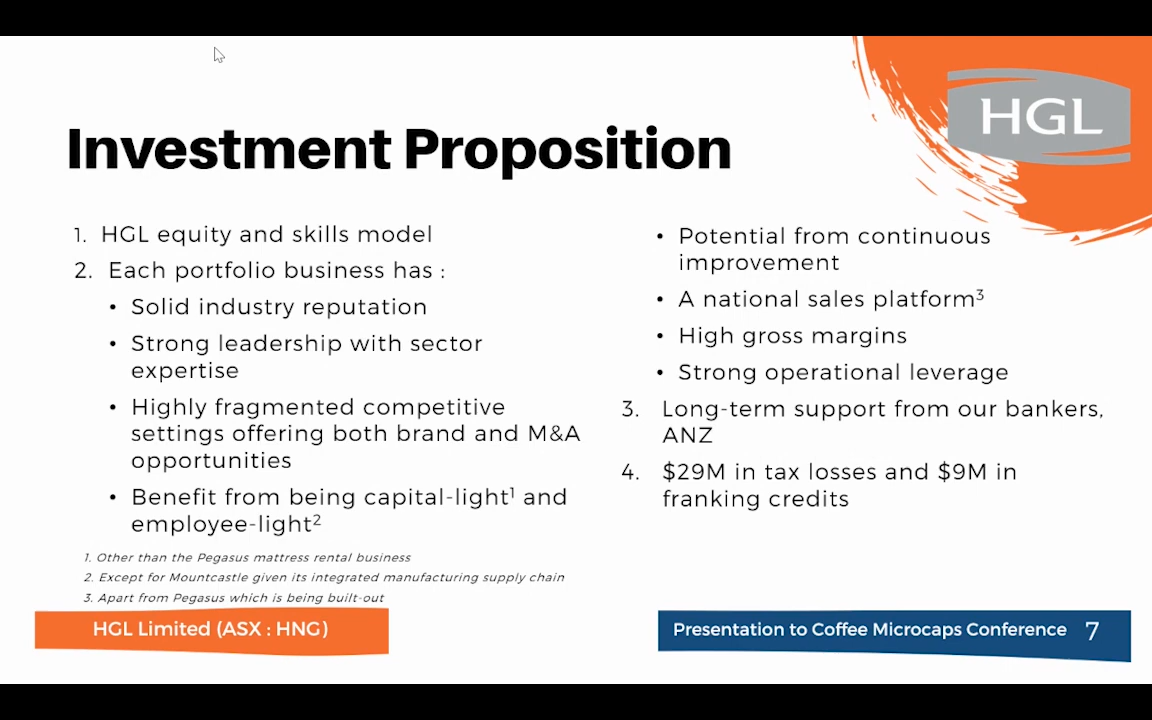 HGL
Investment Proposition
1. HGL equity and skills model
2. Each portfolio business has :
• Solid industry reputation
• Strong leadership with sector
expertise
• Highly fragmented competitive
settings offering both brand and M&A
opportunities
• Benefit from being capital-light¹ and
employee-light²
1. Other than the Pegasus mattress rental business
2. Except for Mountcastle given its integrated manufacturing supply chain
3. Apart from Pegasus which is being built-out
• Potential from continuous
improvement
• A national sales platform³
• High gross margins
• Strong operational leverage
3. Long-term support from our bankers,
ANZ
4. $29M in tax losses and $9M in
franking credits
HGL Limited (ASX : HNG)
Presentation to Coffee Microcaps Conference 7